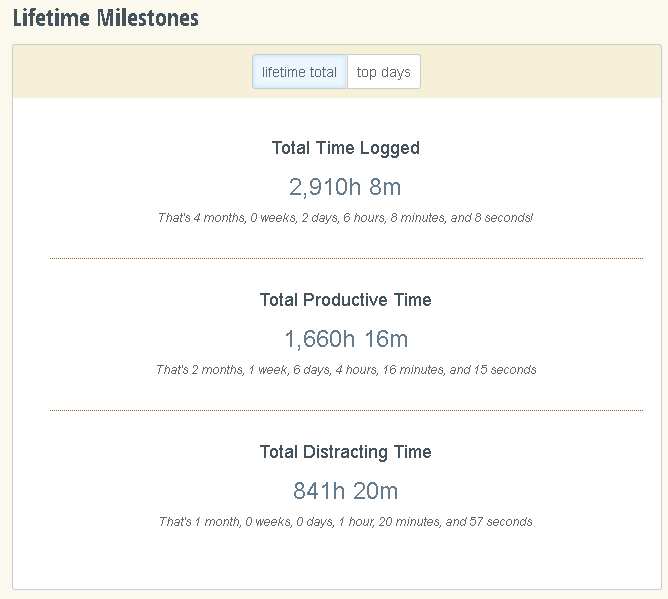 Lifetime Milestones
lifetime total
top days
Total Time Logged
2,910h 8m
That's 4 months, 0 weeks, 2 days, 6 hours, 8 minutes, and 8 seconds!
Total Productive Time
1,660h 16m
That's 2 months, 1 week, 6 days, 4 hours, 16 minutes, and 15 seconds
Total Distracting Time
841h 20m
That's 1 month, 0 weeks, 0 days, 1 hour, 20 minutes, and 57 seconds